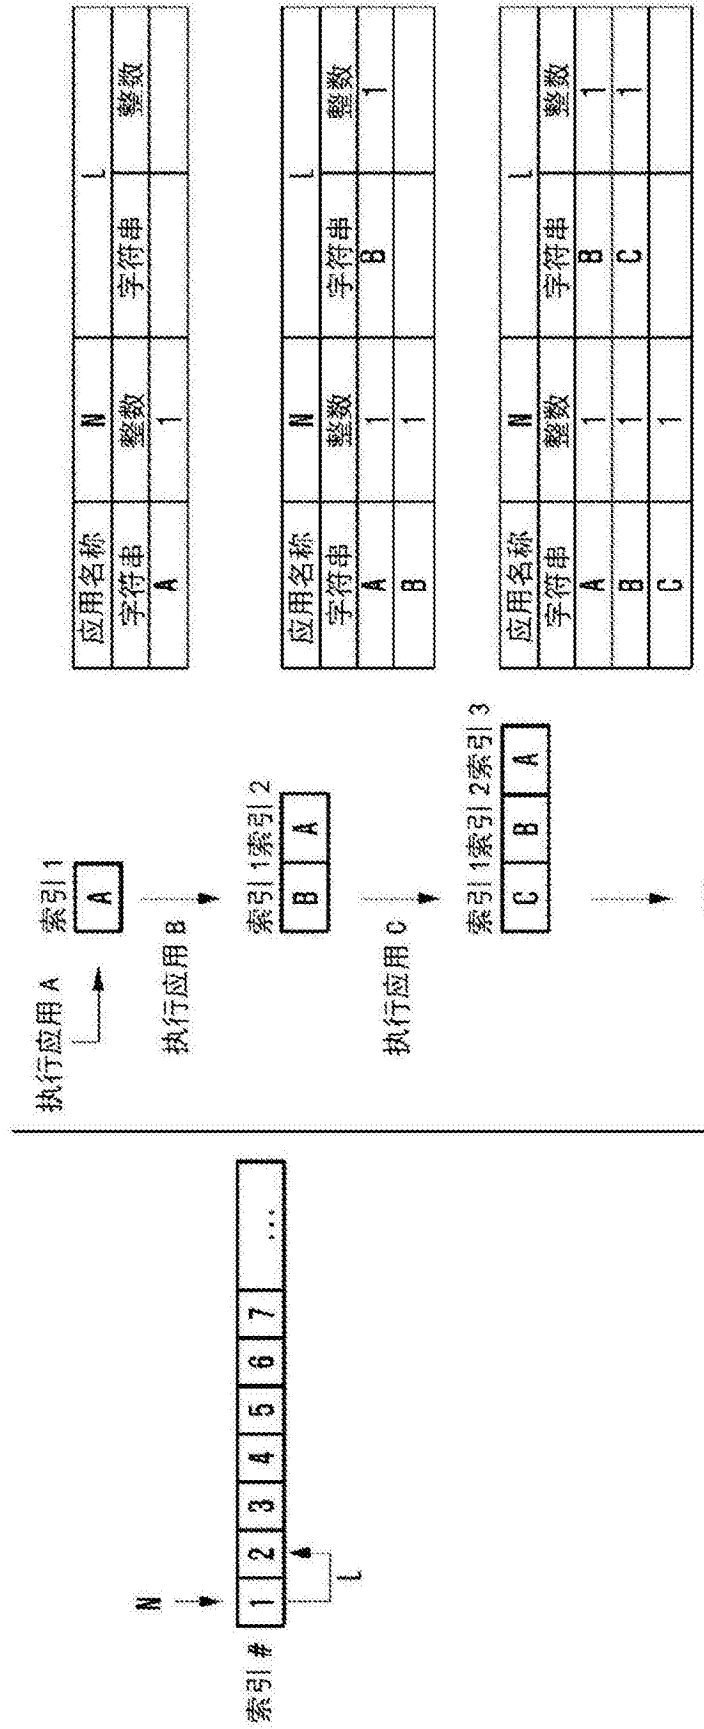 N
索引 #
1 2 3 4 5 6 7 ...
L
执行应用 A
索引 1
A
应用名称 N L
字符串 整数 字符串 整数
A 1
执行应用 B
索引 1索引 2
B A
应用名称 N L
字符串 整数 字符串 整数
A 1 B 1
B 1
执行应用 C
索引 1索引 2索引 3
C B A
应用名称 N L
字符串 整数 字符串 整数
A 1 B 1
B 1 C 1
C 1